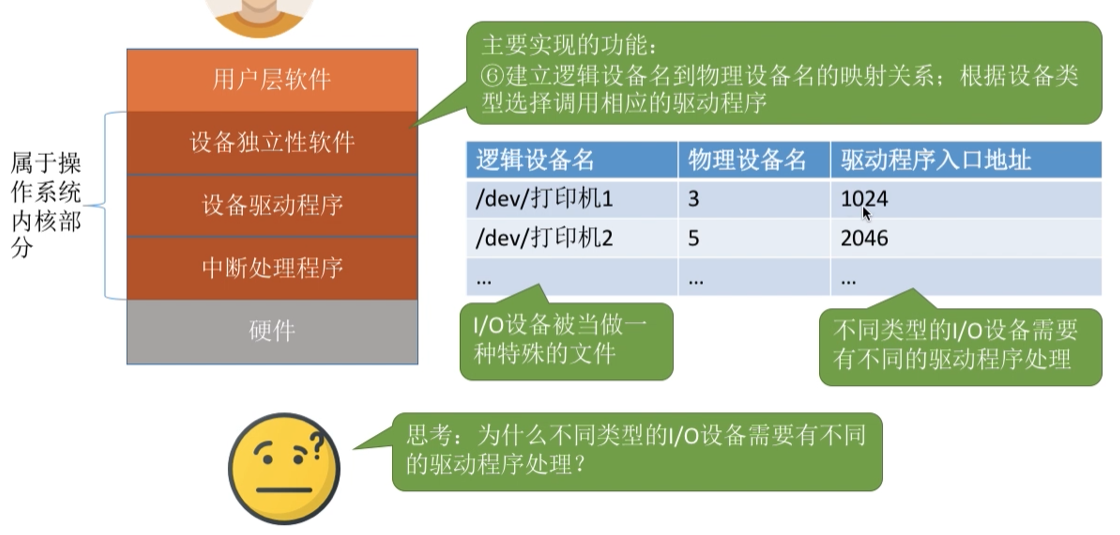 主要实现的功能：
⑥建立逻辑设备名到物理设备名的映射关系；根据设备类
型选择调用相应的驱动程序
用户层软件
设备独立性软件
设备驱动程序
中断处理程序
硬件
属于操
作系统
内核部
分
逻辑设备名 物理设备名 驱动程序入口地址
/dev/打印机1 3 1024
/dev/打印机2 5 2046
... ... ...
I/O设备被当做一
种特殊的文件
不同类型的I/O设备需要
有不同的驱动程序处理
?
思考：为什么不同类型的I/O设备需要有不同
的驱动程序处理？